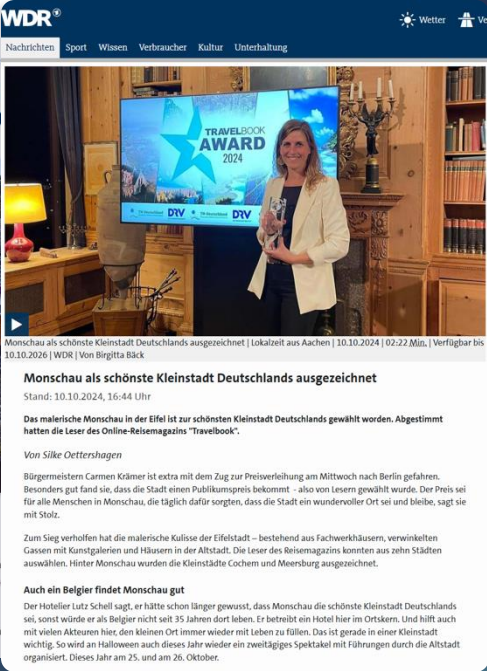 WDR
Wetter
Ve
Nachrichten Sport Wissen Verbraucher Kultur Unterhaltung
TRAVELBOOK
AWARD
2024
DRV
DRV
Monschau als schönste Kleinstadt Deutschlands ausgezeichnet | Lokalzeit aus Aachen | 10.10.2024 | 02:22 Min. | Verfügbar bis
10.10.2026 | WDR | Von Birgitta Bäck
Monschau als schönste Kleinstadt Deutschlands ausgezeichnet
Stand: 10.10.2024, 16:44 Uhr
Das malerische Monschau in der Eifel ist zur schönsten Kleinstadt Deutschlands gewählt worden. Abgestimmt
hatten die Leser des Online-Reisemagazins "Travelbook".
Von Silke Oettershagen
Bürgermeistern Carmen Krämer ist extra mit dem Zug zur Preisverleihung am Mittwoch nach Berlin gefahren.
Besonders gut fand sie, dass die Stadt einen Publikumspreis bekommt - also von Lesern gewählt wurde. Der Preis sei
für alle Menschen in Monschau, die täglich dafür sorgten, dass die Stadt ein wundervoller Ort sei und bleibe, sagt sie
mit Stolz.
Zum Sieg verholfen hat die malerische Kulisse der Eifelstadt – bestehend aus Fachwerkhäusern, verwinkelten
Gassen mit Kunstgalerien und Häusern in der Altstadt. Die Leser des Reisemagazins konnten aus zehn Städten
auswählen. Hinter Monschau wurden die Kleinstädte Cochem und Meersburg ausgezeichnet.
Auch ein Belgier findet Monschau gut
Der Hotelier Lutz Schell sagt, er hätte schon länger gewusst, dass Monschau die schönste Kleinstadt Deutschlands
sei, sonst würde er als Belgier nicht seit 35 Jahren dort leben. Er betreibt ein Hotel hier im Ortskern. Und hilft auch
mit vielen Akteuren hier, den kleinen Ort immer wieder mit Leben zu füllen. Das ist gerade in einer Kleinstadt
wichtig. So wird an Halloween auch dieses Jahr wieder ein zweitägiges Spektakel mit Führungen durch die Altstadt
organisiert. Dieses Jahr am 25. und am 26. Oktober.